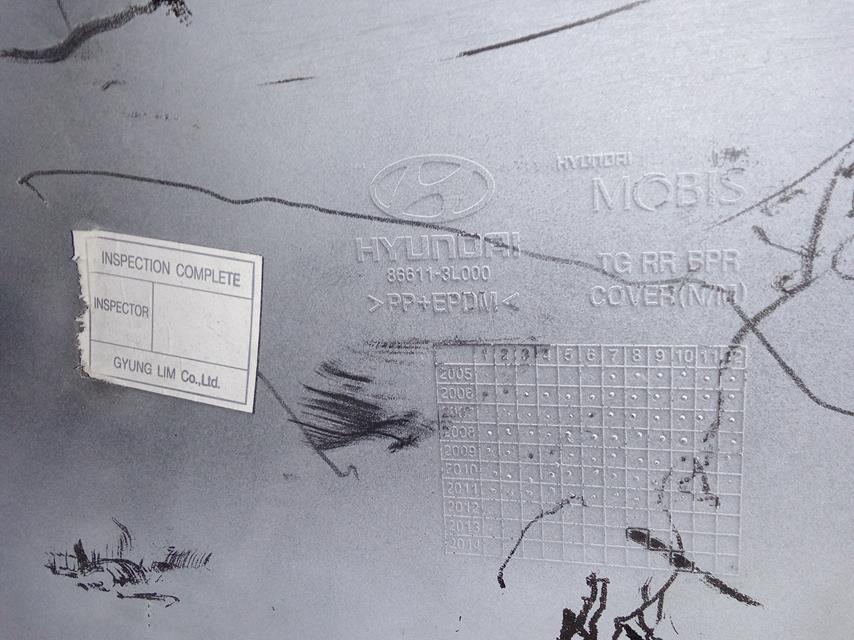 HYUNDAI
86611-3L000
>PP+EPDM<
HYUNDAI
MOBIS
TG RR BPR
COVER(N/M)
INSPECTION COMPLETE
INSPECTOR
GYUNG LIM Co.,Ltd.
1 2 3 4 5 6 7 8 9 10 11 12
2005
2006
2007
2008
2009
2010
2011
2012
2013
2014